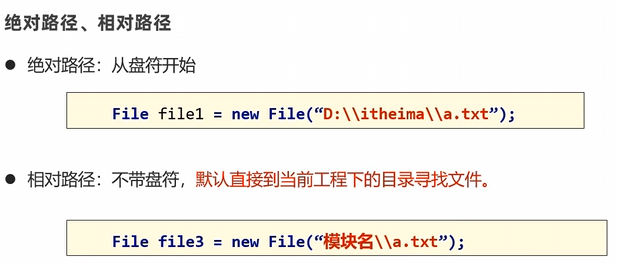 绝对路径、相对路径
● 绝对路径：从盘符开始
File file1 = new File(“D:\\itheima\\a.txt”);
● 相对路径：不带盘符，默认直接到当前工程下的目录寻找文件。
File file3 = new File(“模块名\\a.txt”);